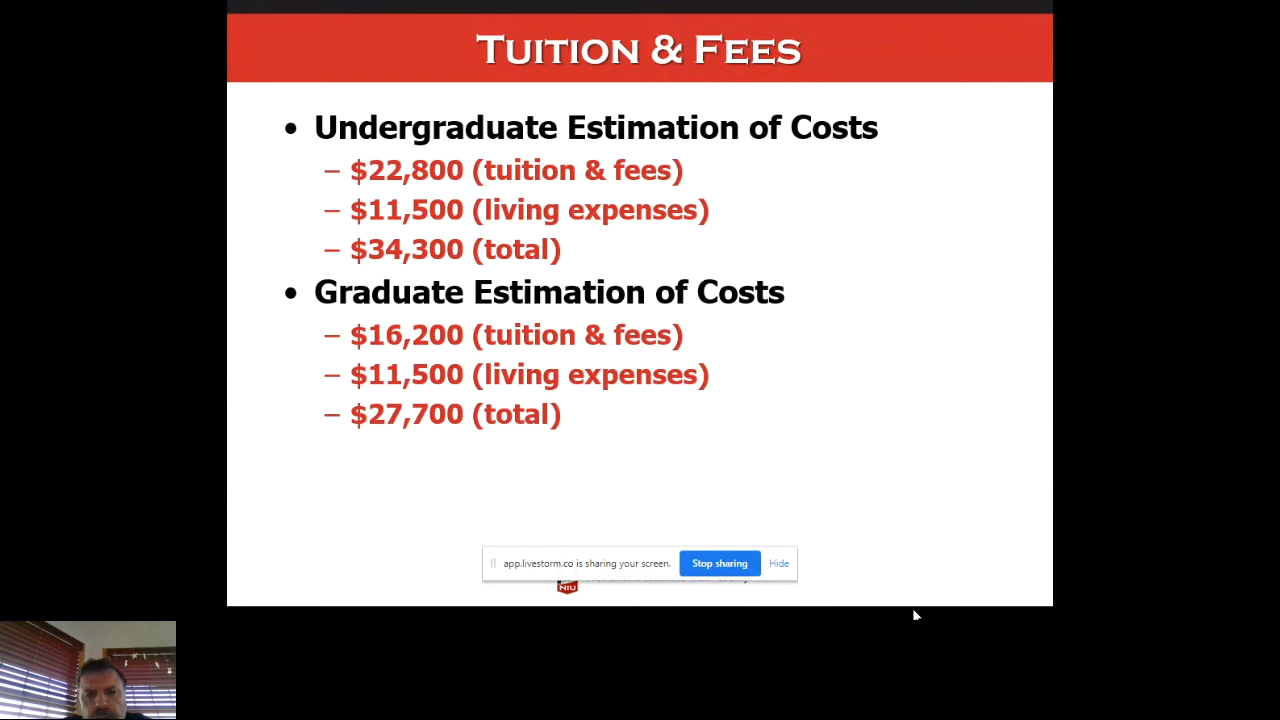 TUITION & FEES
• Undergraduate Estimation of Costs
– $22,800 (tuition & fees)
– $11,500 (living expenses)
– $34,300 (total)
• Graduate Estimation of Costs
– $16,200 (tuition & fees)
– $11,500 (living expenses)
– $27,700 (total)
app.livestorm.co is sharing your screen. Stop sharing Hide
NIU